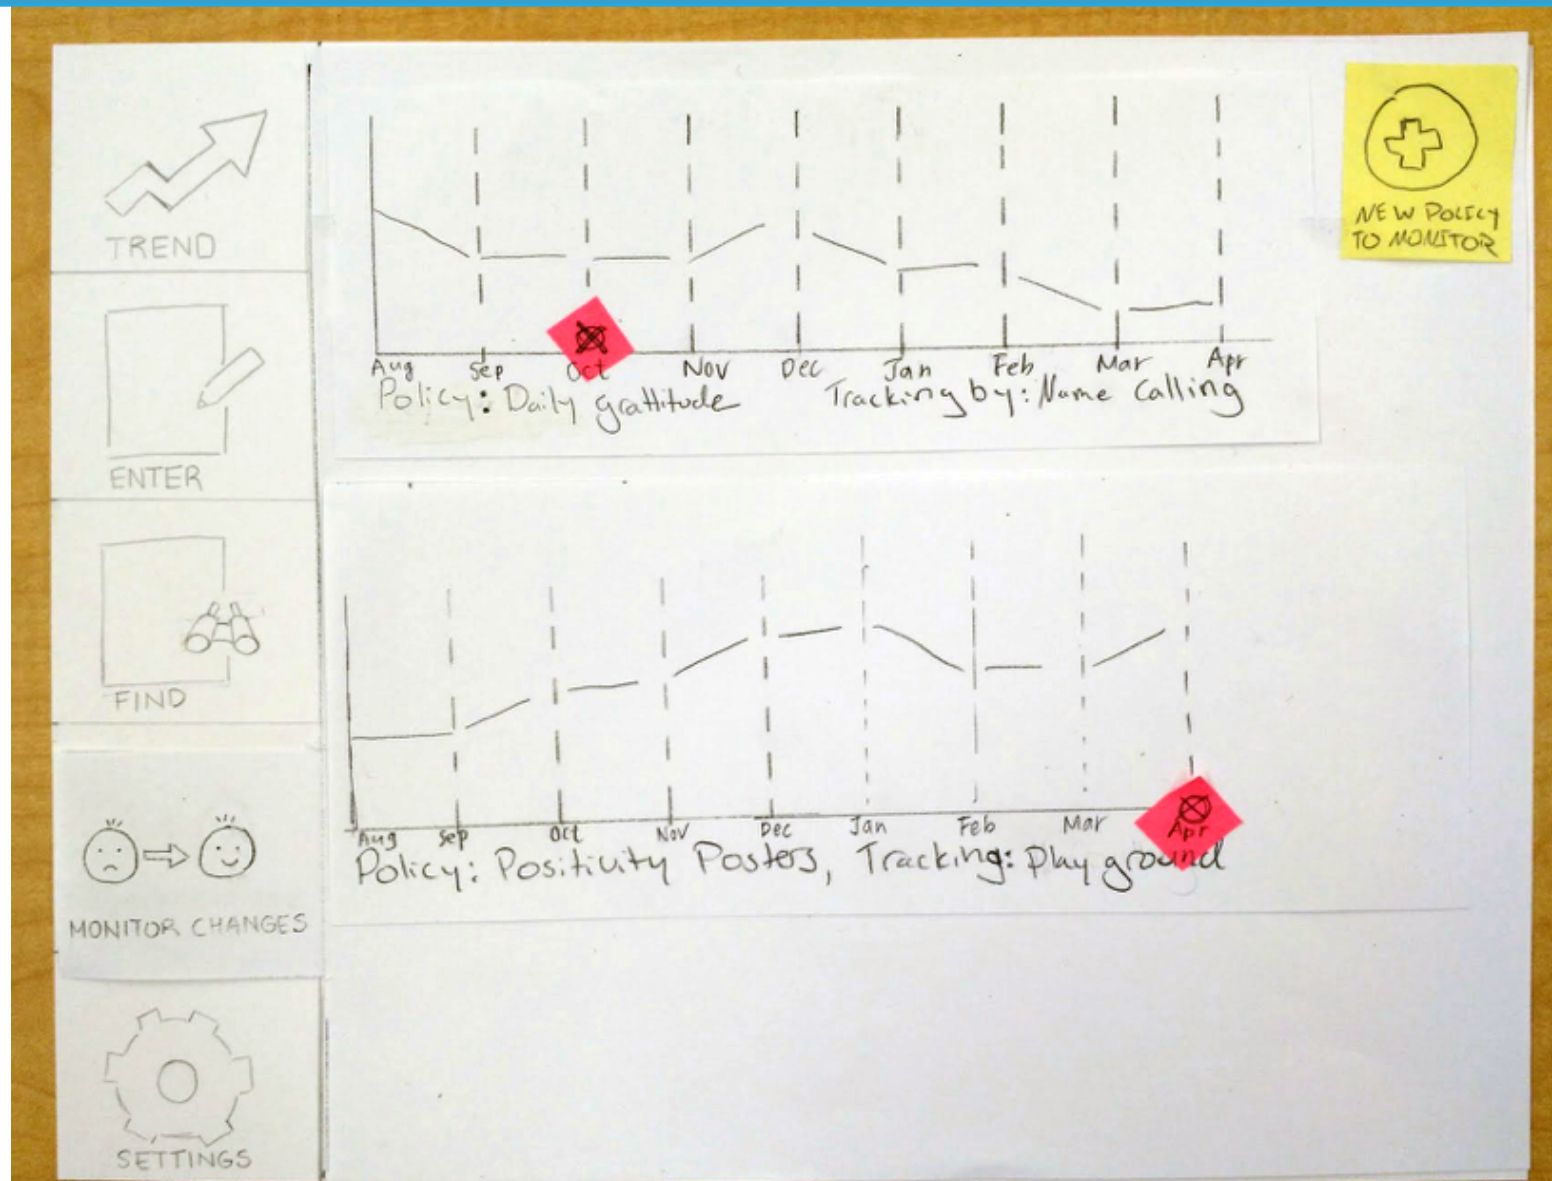 TREND
ENTER
FIND
MONITOR CHANGES
SETTINGS
Aug Sep Oct Nov Dec Jan Feb Mar Apr
Policy: Daily grattitude Tracking by: Name Calling
NEW POLICY
TO MONITOR
Aug Sep Oct Nov Dec Jan Feb Mar Apr
Policy: Positivity Posters, Tracking: Play ground